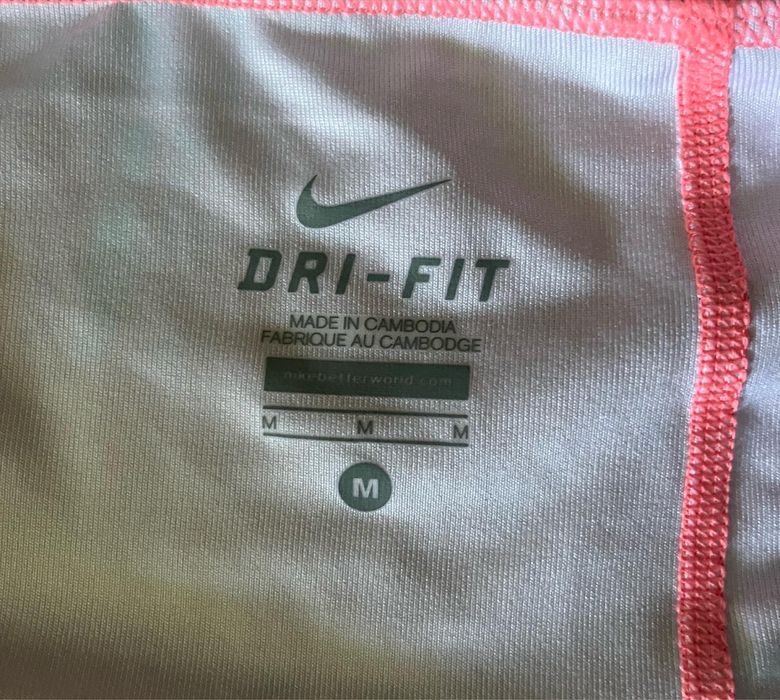 DRI-FIT
MADE IN CAMBODIA
FABRIQUE AU CAMBODGE
nikebetterworld.com
M M M
M